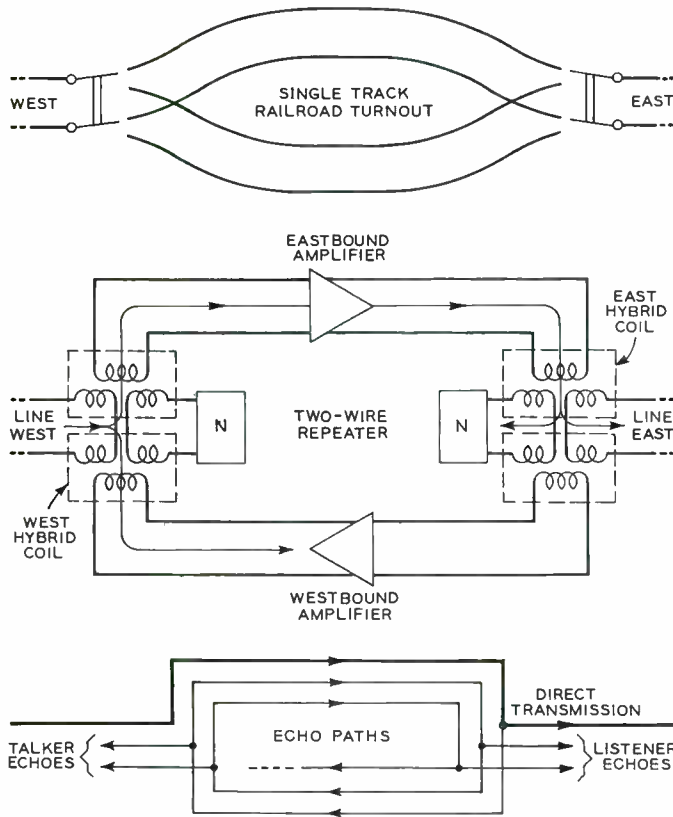 WEST
SINGLE TRACK
RAILROAD TURNOUT
EAST
EASTBOUND
AMPLIFIER
EAST
HYBRID
COIL
LINE
WEST
N
TWO-WIRE
REPEATER
N
LINE
EAST
WEST
HYBRID
COIL
WESTBOUND
AMPLIFIER
DIRECT
TRANSMISSION
TALKER
ECHOES
ECHO PATHS
LISTENER
ECHOES